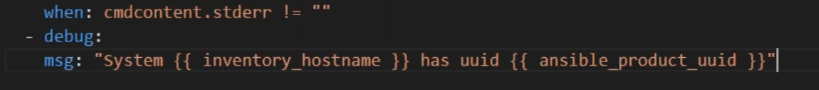 when: cmdcontent.stderr != ""
- debug:
msg: "System {{ inventory_hostname }} has uuid {{ ansible_product_uuid }}"